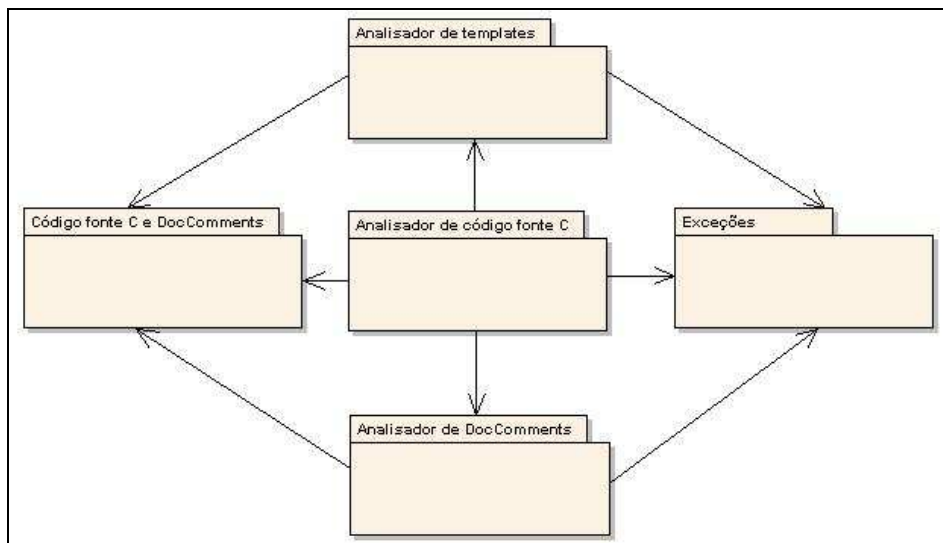 Analisador de templates
Código fonte C e DocComments
Analisador de código fonte C
Exceções
Analisador de DocComments